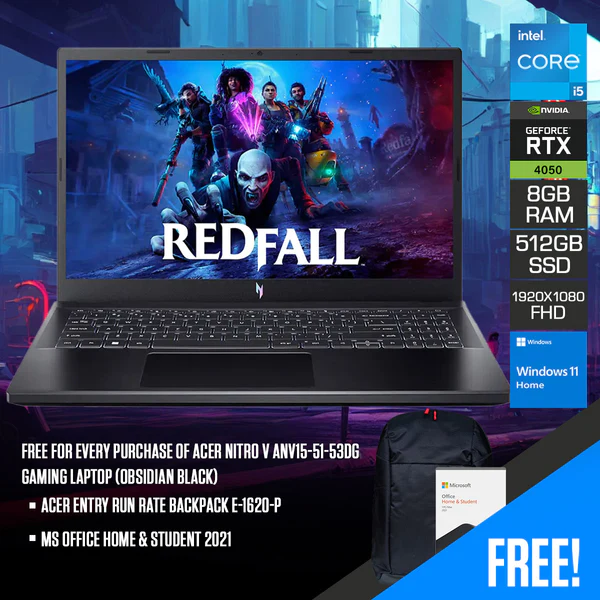 intel
CORE
i5
NVIDIA
GEFORCE
RTX
4050
8GB
RAM
512GB
SSD
1920X1080
FHD
Windows
Windows 11
Home
REDFALL
FREE FOR EVERY PURCHASE OF ACER NITRO V ANV15-51-53DG
GAMING LAPTOP (OBSIDIAN BLACK)
▪ ACER ENTRY RUN RATE BACKPACK E-1620-P
▪ MS OFFICE HOME & STUDENT 2021
Microsoft
Office
Home & Student
FREE!